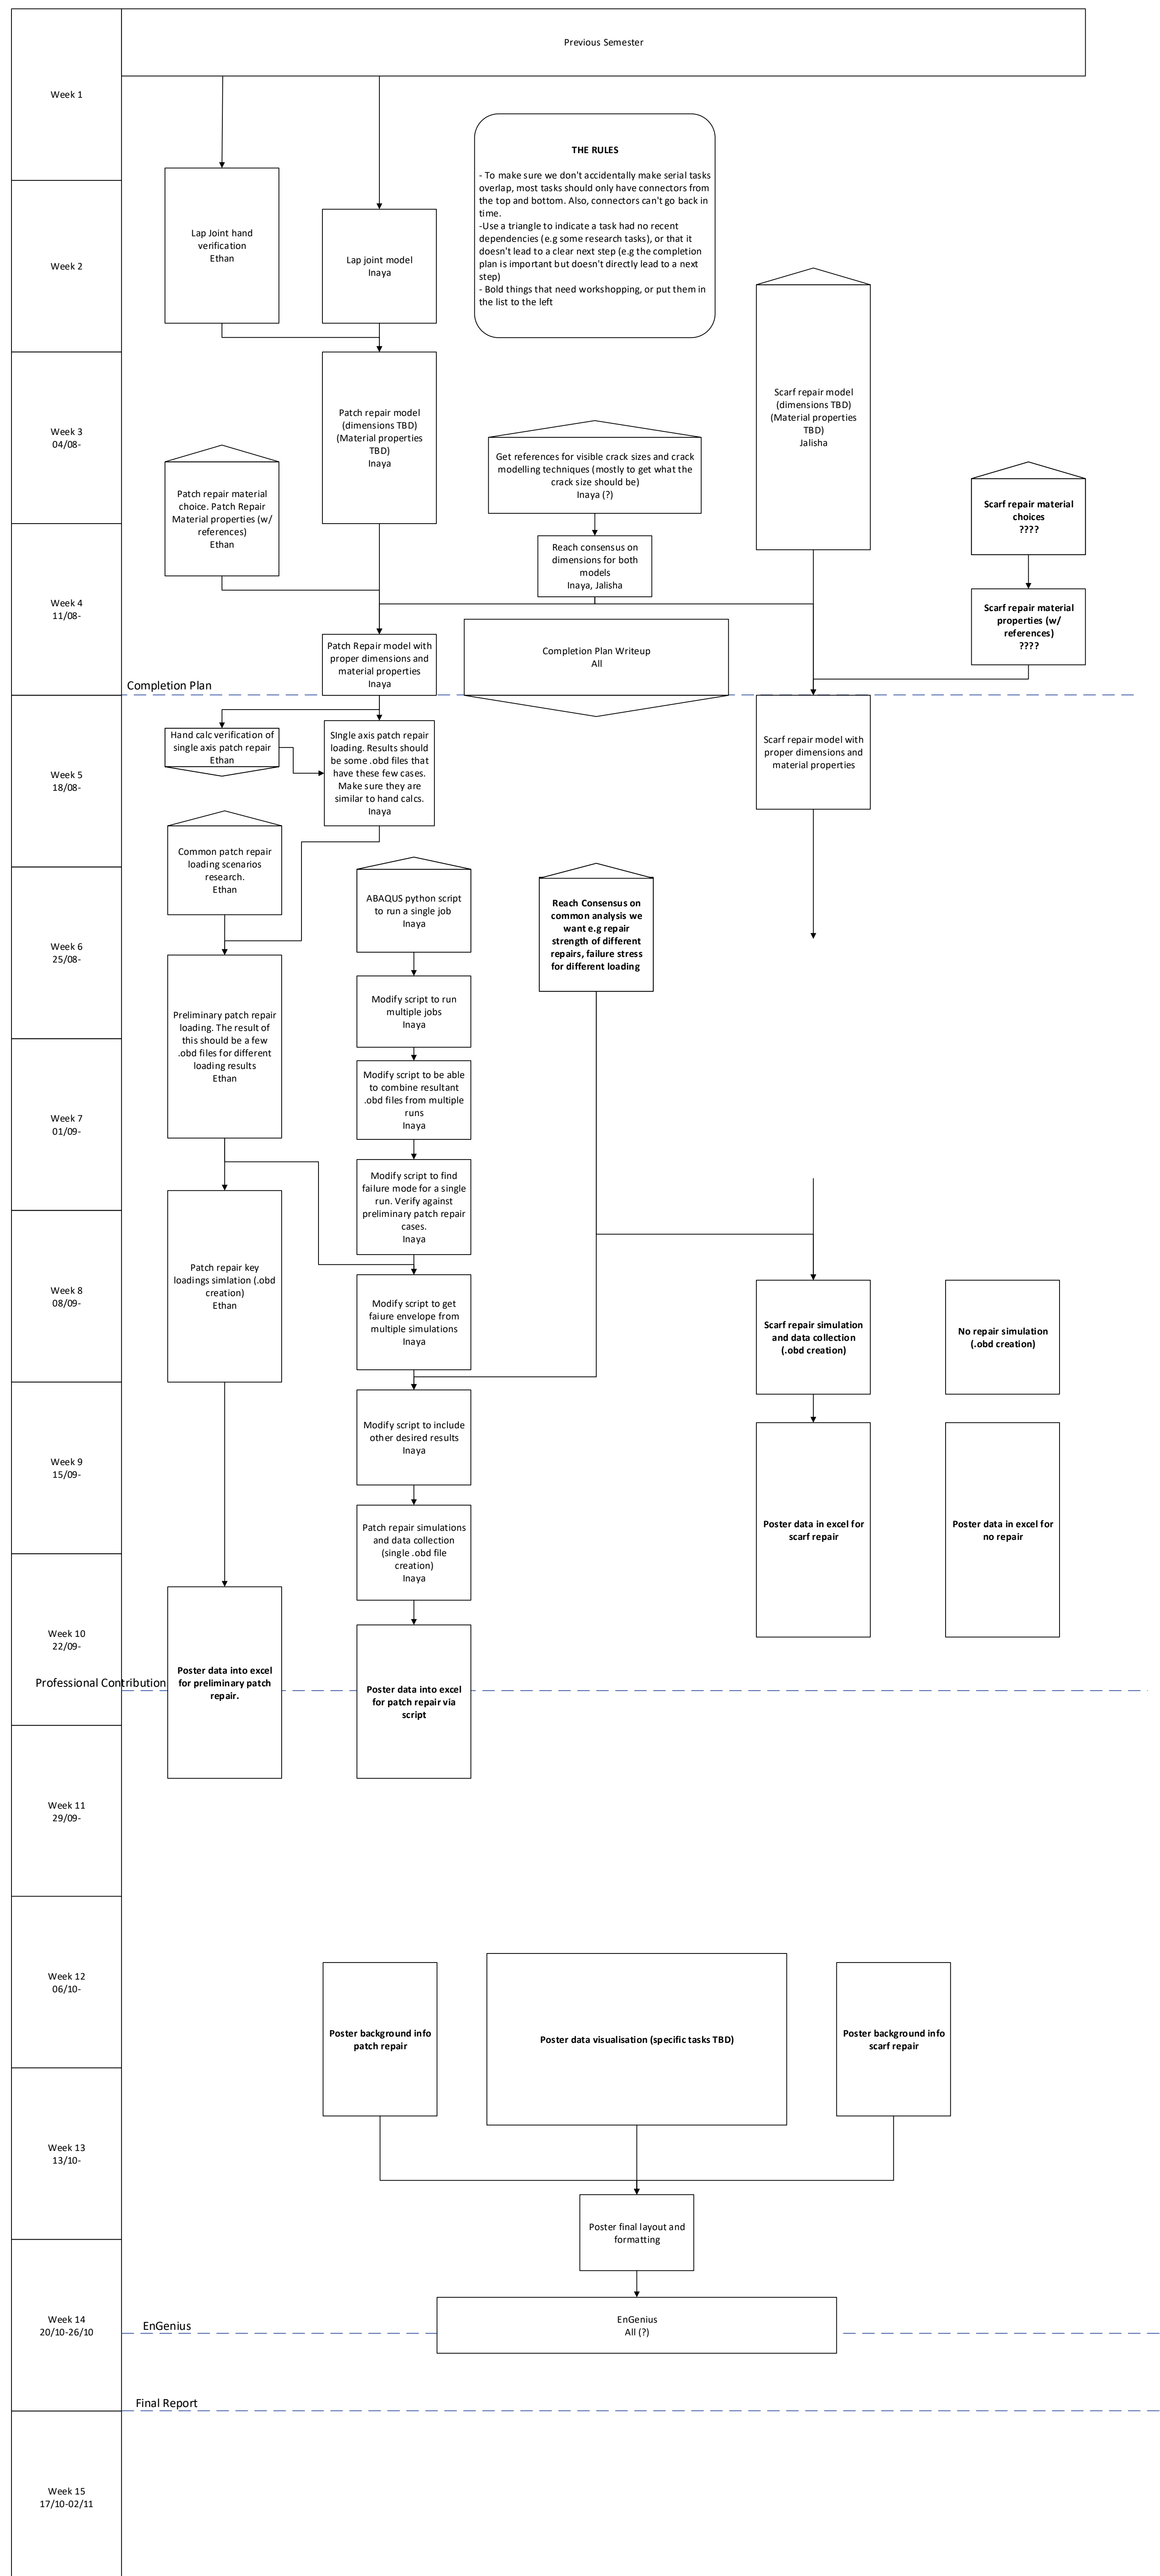 Previous Semester
Week 1
THE RULES
- To make sure we don't accidentally make serial tasks
overlap, most tasks should only have connectors from
the top and bottom. Also, connectors can't go back in
time.
-Use a triangle to indicate a task had no recent
dependencies (e.g some research tasks), or that it
doesn't lead to a clear next step (e.g the completion
plan is important but doesn't directly lead to a next
step)
- Bold things that need workshopping, or put them in
the list to the left
Lap Joint hand
verification
Ethan
Lap joint model
Inaya
Week 2
Week 3
04/08-
Patch repair model
(dimensions TBD)
(Material properties
TBD)
Inaya
Scarf repair model
(dimensions TBD)
(Material properties
TBD)
Jalisha
Get references for visible crack sizes and crack
modelling techniques (mostly to get what the
crack size should be)
Inaya (?)
Patch repair material
choice. Patch Repair
Material properties (w/
references)
Ethan
Scarf repair material
choices
????
Reach consensus on
dimensions for both
models
Inaya, Jalisha
Week 4
11/08-
Scarf repair material
properties (w/
references)
????
Patch Repair model with
proper dimensions and
material properties
Inaya
Completion Plan Writeup
All
Completion Plan
Hand calc verification of
single axis patch repair
Ethan
SIngle axis patch repair
loading. Results should
be some .obd files that
have these few cases.
Make sure they are
similar to hand calcs.
Inaya
Scarf repair model with
proper dimensions and
material properties
Week 5
18/08-
Common patch repair
loading scenarios
research.
Ethan
ABAQUS python script
to run a single job
Inaya
Reach Consensus on
common analysis we
want e.g repair
strength of different
repairs, failure stress
for different loading
Week 6
25/08-
Preliminary patch repair
loading. The result of
this should be a few
.obd files for different
loading results
Ethan
Modify script to run
multiple jobs
Inaya
Modify script to be able
to combine resultant
.obd files from multiple
runs
Inaya
Week 7
01/09-
Modify script to find
failure mode for a single
run. Verify against
preliminary patch repair
cases.
Inaya
Week 8
08/09-
Patch repair key
loadings simlation (.obd
creation)
Ethan
Modify script to get
faiure envelope from
multiple simulations
Inaya
Scarf repair simulation
and data collection
(.obd creation)
No repair simulation
(.obd creation)
Modify script to include
other desired results
Inaya
Week 9
15/09-
Patch repair simulations
and data collection
(single .obd file
creation)
Inaya
Poster data in excel for
scarf repair
Poster data in excel for
no repair
Week 10
22/09-
Professional Contribution
Poster data into excel
for preliminary patch
repair.
Poster data into excel
for patch repair via
script
Week 11
29/09-
Week 12
06/10-
Poster background info
patch repair
Poster data visualisation (specific tasks TBD)
Poster background info
scarf repair
Week 13
13/10-
Poster final layout and
formatting
Week 14
20/10-26/10
EnGenius
EnGenius
All (?)
Final Report
Week 15
17/10-02/11